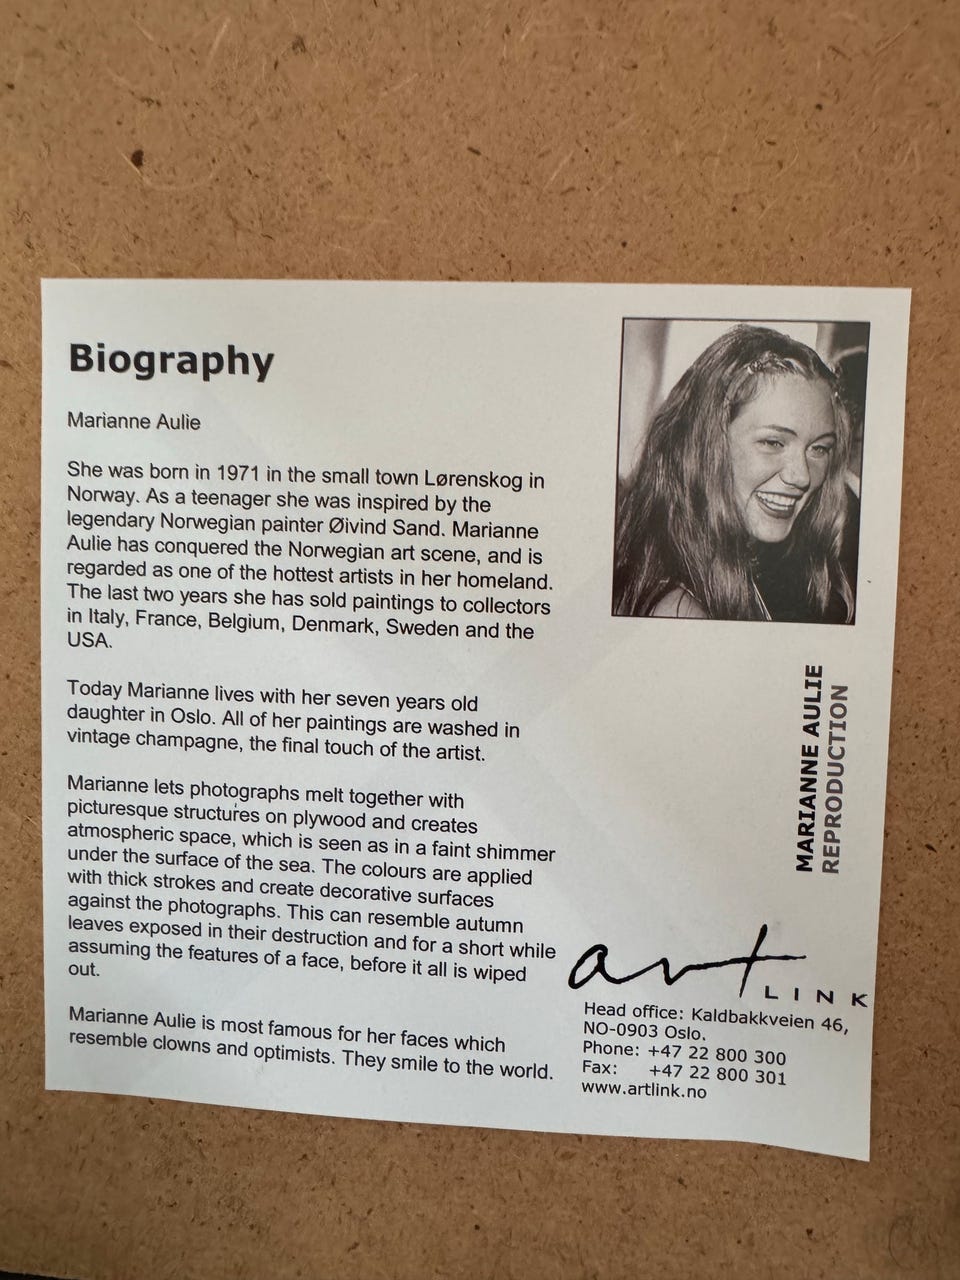 Biography
Marianne Aulie
She was born in 1971 in the small town Lørenskog in
Norway. As a teenager she was inspired by the
legendary Norwegian painter Øivind Sand. Marianne
Aulie has conquered the Norwegian art scene, and is
regarded as one of the hottest artists in her homeland.
The last two years she has sold paintings to collectors
in Italy, France, Belgium, Denmark, Sweden and the
USA.
Today Marianne lives with her seven years old
daughter in Oslo. All of her paintings are washed in
vintage champagne, the final touch of the artist.
Marianne lets photographs melt together with
picturesque structures on plywood and creates
atmospheric space, which is seen as in a faint shimmer
under the surface of the sea. The colours are applied
with thick strokes and create decorative surfaces
against the photographs. This can resemble autumn
leaves exposed in their destruction and for a short while
assuming the features of a face, before it all is wiped
out.
Marianne Aulie is most famous for her faces which
resemble clowns and optimists. They smile to the world.
MARIANNE AULIE
REPRODUCTION
art
LINK
Head office: Kaldbakkveien 46,
NO-0903 Oslo.
Phone: +47 22 800 300
Fax: +47 22 800 301
www.artlink.no